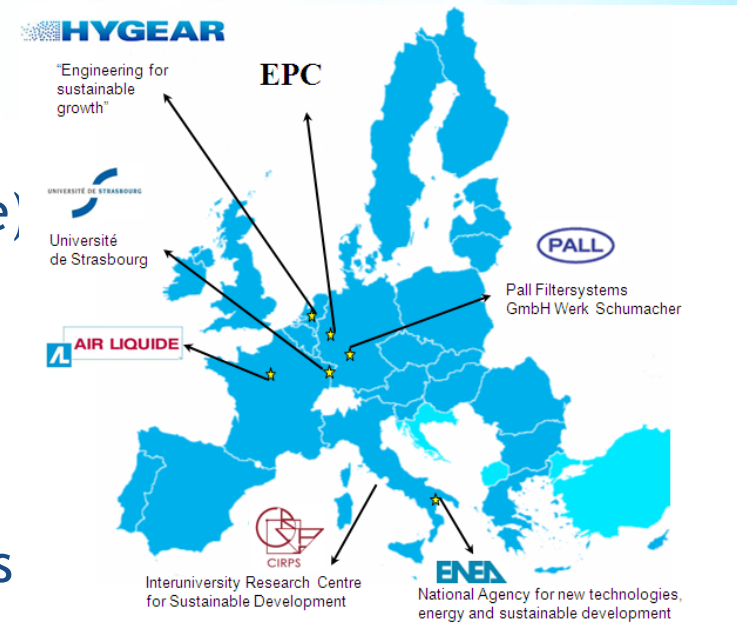 HYGEAR
"Engineering for
sustainable
growth"
EPC
UNIVERSITÉ DE STRASBOURG
e)
Université
de Strasbourg
PALL
Pall Filtersystems
GmbH Werk Schumacher
AIR LIQUIDE
s
CIRPS
Interuniversity Research Centre
for Sustainable Development
ENEA
National Agency for new technologies,
energy and sustainable development